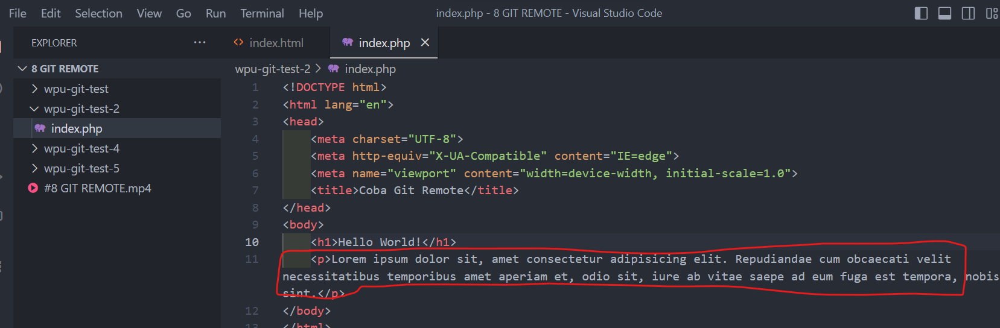 File Edit Selection View Go Run Terminal Help index.php - 8 GIT REMOTE - Visual Studio Code
EXPLORER ... index.html index.php
8 GIT REMOTE
wpu-git-test
wpu-git-test-2
index.php
wpu-git-test-4
wpu-git-test-5
#8 GIT REMOTE.mp4
wpu-git-test-2 > index.php
1 <!DOCTYPE html>
2 <html lang="en">
3 <head>
4 <meta charset="UTF-8">
5 <meta http-equiv="X-UA-Compatible" content="IE=edge">
6 <meta name="viewport" content="width=device-width, initial-scale=1.0">
7 <title>Coba Git Remote</title>
8 </head>
9 <body>
10 <h1>Hello World!</h1>
11 <p>Lorem ipsum dolor sit, amet consectetur adipisicing elit. Repudiandae cum obcaecati velit
necessitatibus temporibus amet aperiam et, odio sit, iure ab vitae saepe ad eum fuga est tempora, nobis
sint.</p>
12 </body>
13 </html>